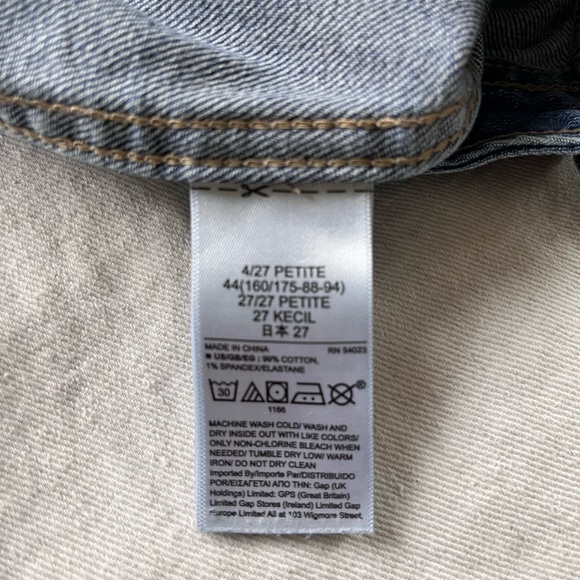 4/27 PETITE
44(160/175-88-94)
27/27 PETITE
27 KECIL
日本 27
MADE IN CHINA RN 54023
■ US/GB/EG : 99% COTTON,
1% SPANDEX/ELASTANE
30
®
1166
MACHINE WASH COLD/ WASH AND
DRY INSIDE OUT WITH LIKE COLORS/
ONLY NON-CHLORINE BLEACH WHEN
NEEDED/ TUMBLE DRY LOW/ WARM
IRON/ DO NOT DRY CLEAN
Imported By/Importe Par/DISTRIBUIDO
POR/ΕΙΣΑΓΕΤΑΙ ΑΠΟ ΤΗΝ: Gap (UK
Holdings) Limited: GPS (Great Britain)
Limited Gap Stores (Ireland) Limited Gap
Europe Limited All at 103 Wigmore Street,